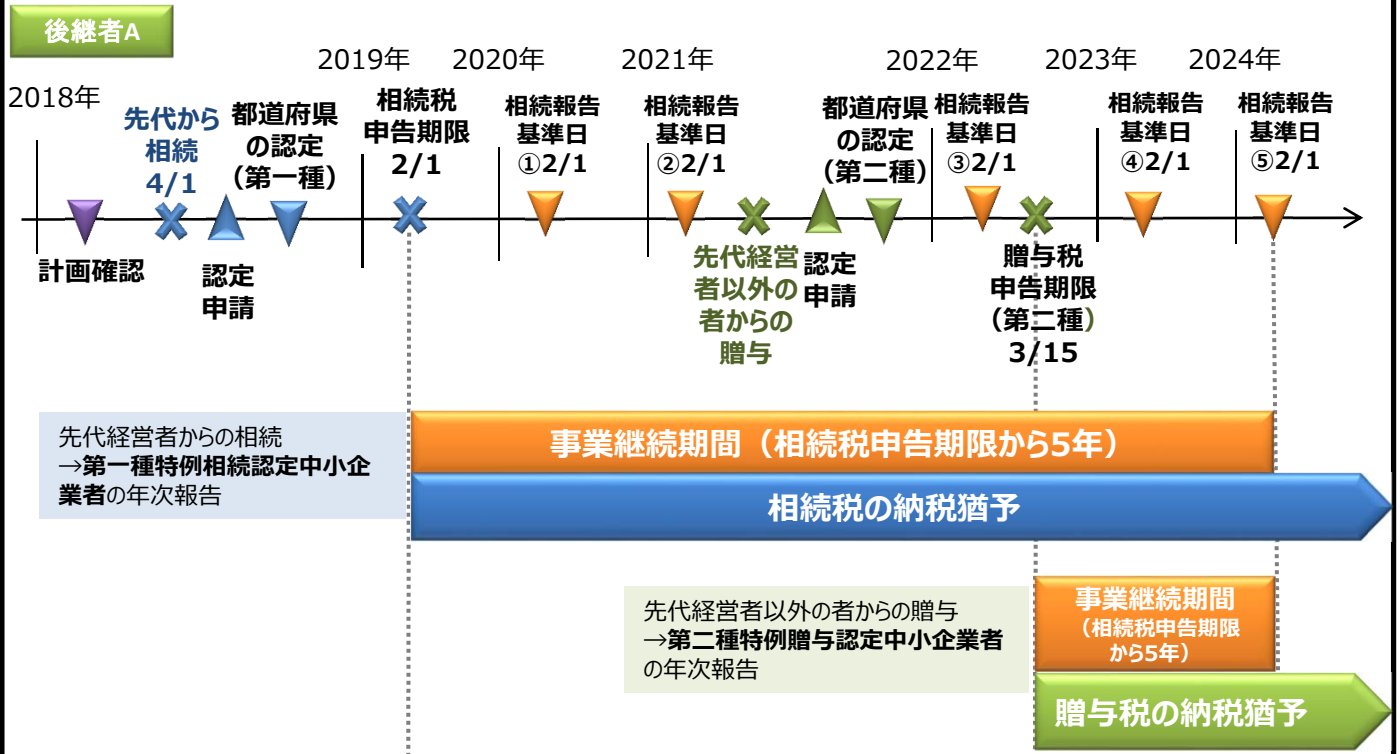 後継者A
2018年
2019年
2020年
2021年
2022年
2023年
2024年
先代から
相続
4/1
都道府県
の認定
（第一種）
相続税
申告期限
2/1
相続報告
基準日
①2/1
相続報告
基準日
②2/1
都道府県
の認定
（第二種）
相続報告
基準日
③2/1
相続報告
基準日
④2/1
相続報告
基準日
⑤2/1
計画確認
認定
申請
先代経営
者以外の
者からの
贈与
認定
申請
贈与税
申告期限
（第二種）
3/15
先代経営者からの相続
→第一種特例相続認定中小企
業者の年次報告
事業継続期間（相続税申告期限から5年）
相続税の納税猶予
先代経営者以外の者からの贈与
→第二種特例贈与認定中小企業者
の年次報告
事業継続期間
（相続税申告期限
から5年）
贈与税の納税猶予